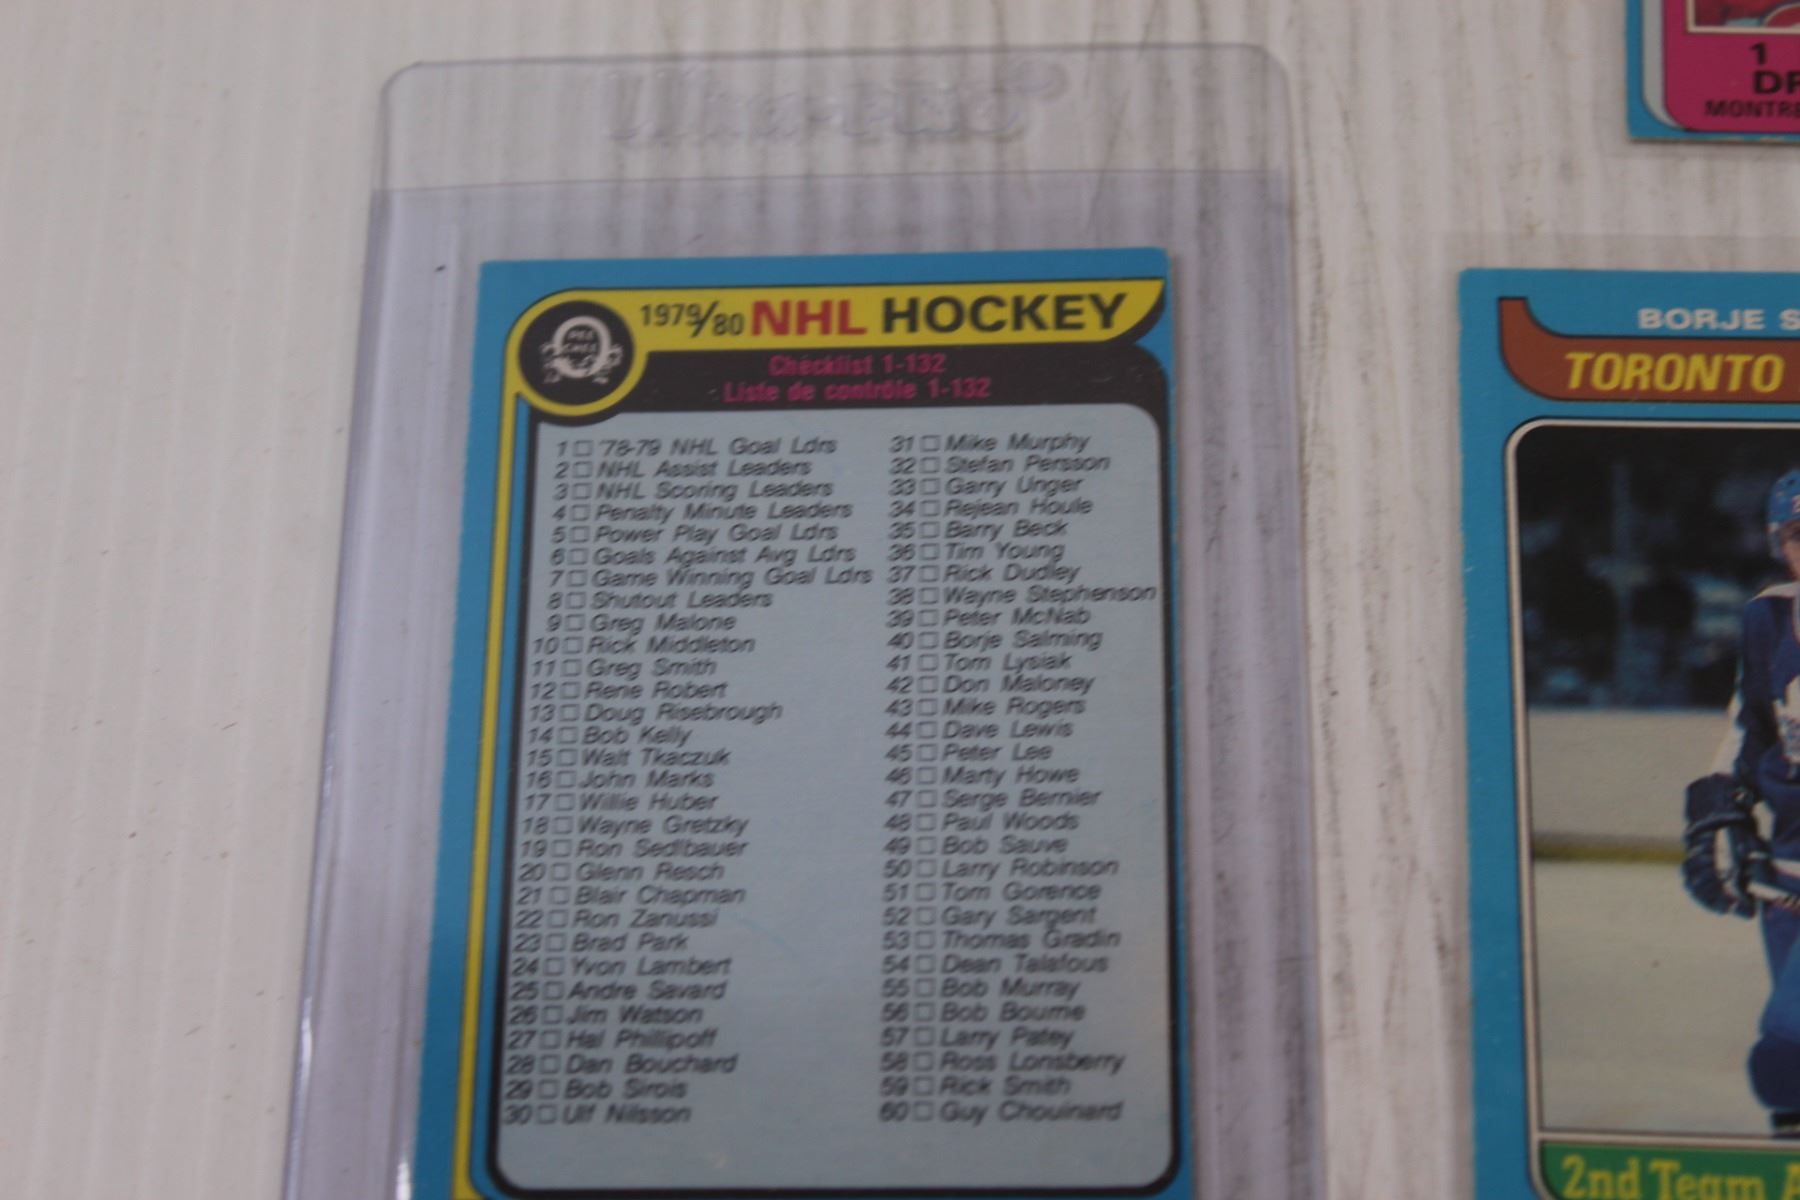 Ultra-PRO®
1979/80 NHL HOCKEY
O
PEE
CHEE
Checklist 1-132
Liste de contrôle 1-132
1 □ '78-79 NHL Goal Ldrs
2 □ NHL Assist Leaders
3 □ NHL Scoring Leaders
4 □ Penalty Minute Leaders
5 □ Power Play Goal Ldrs
6 □ Goals Against Avg Ldrs
7 □ Game Winning Goal Ldrs
8 □ Shutout Leaders
9 □ Greg Malone
10 □ Rick Middleton
11 □ Greg Smith
12 □ Rene Robert
13 □ Doug Risebrough
14 □ Bob Kelly
15 □ Walt Tkaczuk
16 □ John Marks
17 □ Willie Huber
18 □ Wayne Gretzky
19 □ Ron Sedlbauer
20 □ Glenn Resch
21 □ Blair Chapman
22 □ Ron Zanussi
23 □ Brad Park
24 □ Yvon Lambert
25 □ Andre Savard
26 □ Jim Watson
27 □ Hal Phillipoff
28 □ Dan Bouchard
29 □ Bob Sirois
30 □ Ulf Nilsson
31 □ Mike Murphy
32 □ Stefan Persson
33 □ Garry Unger
34 □ Rejean Houle
35 □ Barry Beck
36 □ Tim Young
37 □ Rick Dudley
38 □ Wayne Stephenson
39 □ Peter McNab
40 □ Borje Salming
41 □ Tom Lysiak
42 □ Don Maloney
43 □ Mike Rogers
44 □ Dave Lewis
45 □ Peter Lee
46 □ Marty Howe
47 □ Serge Bernier
48 □ Paul Woods
49 □ Bob Sauve
50 □ Larry Robinson
51 □ Tom Gorence
52 □ Gary Sargent
53 □ Thomas Gradin
54 □ Dean Talafous
55 □ Bob Murray
56 □ Bob Bourne
57 □ Larry Patey
58 □ Ross Lonsberry
59 □ Rick Smith
60 □ Guy Chouinard
1
DR
MONTRE
BORJE S
TORONTO
2nd Team A